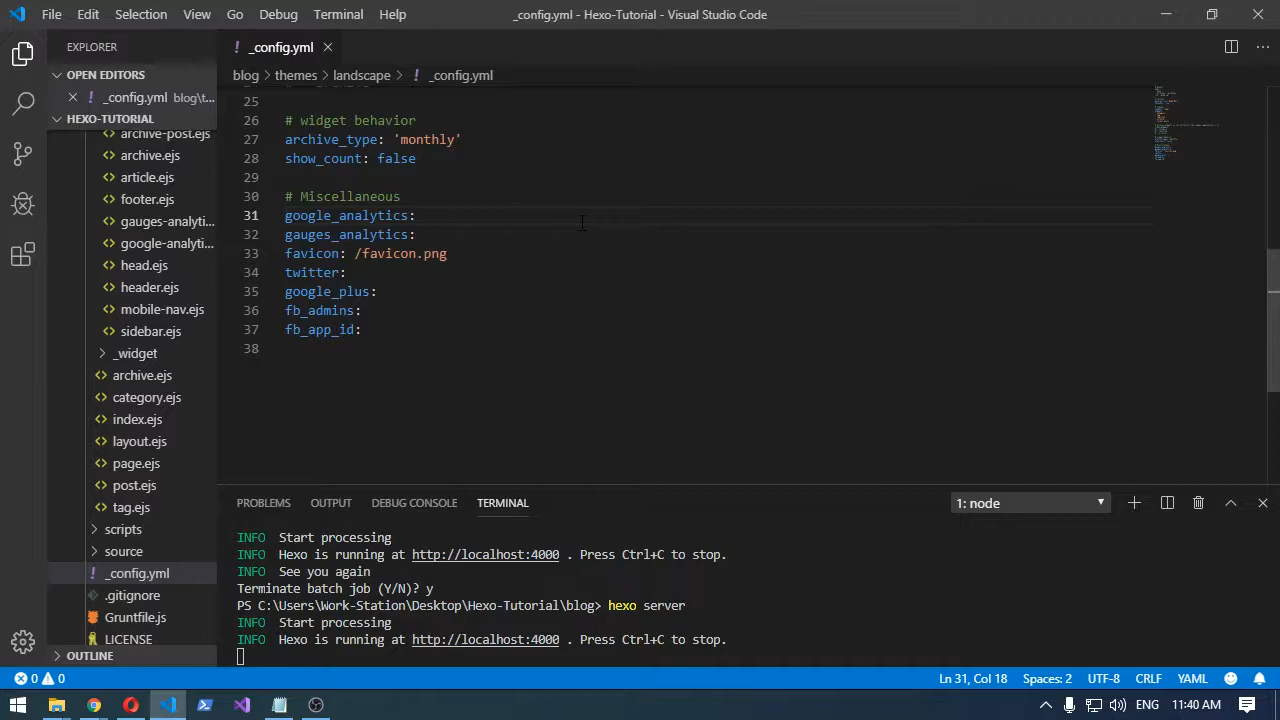 File Edit Selection View Go Debug Terminal Help
_config.yml - Hexo-Tutorial - Visual Studio Code
EXPLORER
OPEN EDITORS
_config.yml blog\t...
HEXO-TUTORIAL
archive-post.ejs
archive.ejs
article.ejs
footer.ejs
gauges-analyti...
google-analyti...
head.ejs
header.ejs
mobile-nav.ejs
sidebar.ejs
_widget
archive.ejs
category.ejs
index.ejs
layout.ejs
page.ejs
post.ejs
tag.ejs
scripts
source
_config.yml
.gitignore
Gruntfile.js
LICENSE
OUTLINE
_config.yml
blog > themes > landscape > ! _config.yml
25
26 # widget behavior
27 archive_type: 'monthly'
28 show_count: false
29
30 # Miscellaneous
31 google_analytics:
32 gauges_analytics:
33 favicon: /favicon.png
34 twitter:
35 google_plus:
36 fb_admins:
37 fb_app_id:
38
PROBLEMS OUTPUT DEBUG CONSOLE TERMINAL 1: node
INFO Start processing
INFO Hexo is running at http://localhost:4000 . Press Ctrl+C to stop.
INFO See you again
Terminate batch job (Y/N)? y
PS C:\Users\Work-Station\Desktop\Hexo-Tutorial\blog> hexo server
INFO Start processing
INFO Hexo is running at http://localhost:4000 . Press Ctrl+C to stop.
0 0 Ln 31, Col 18 Spaces: 2 UTF-8 CRLF YAML
ENG 11:40 AM